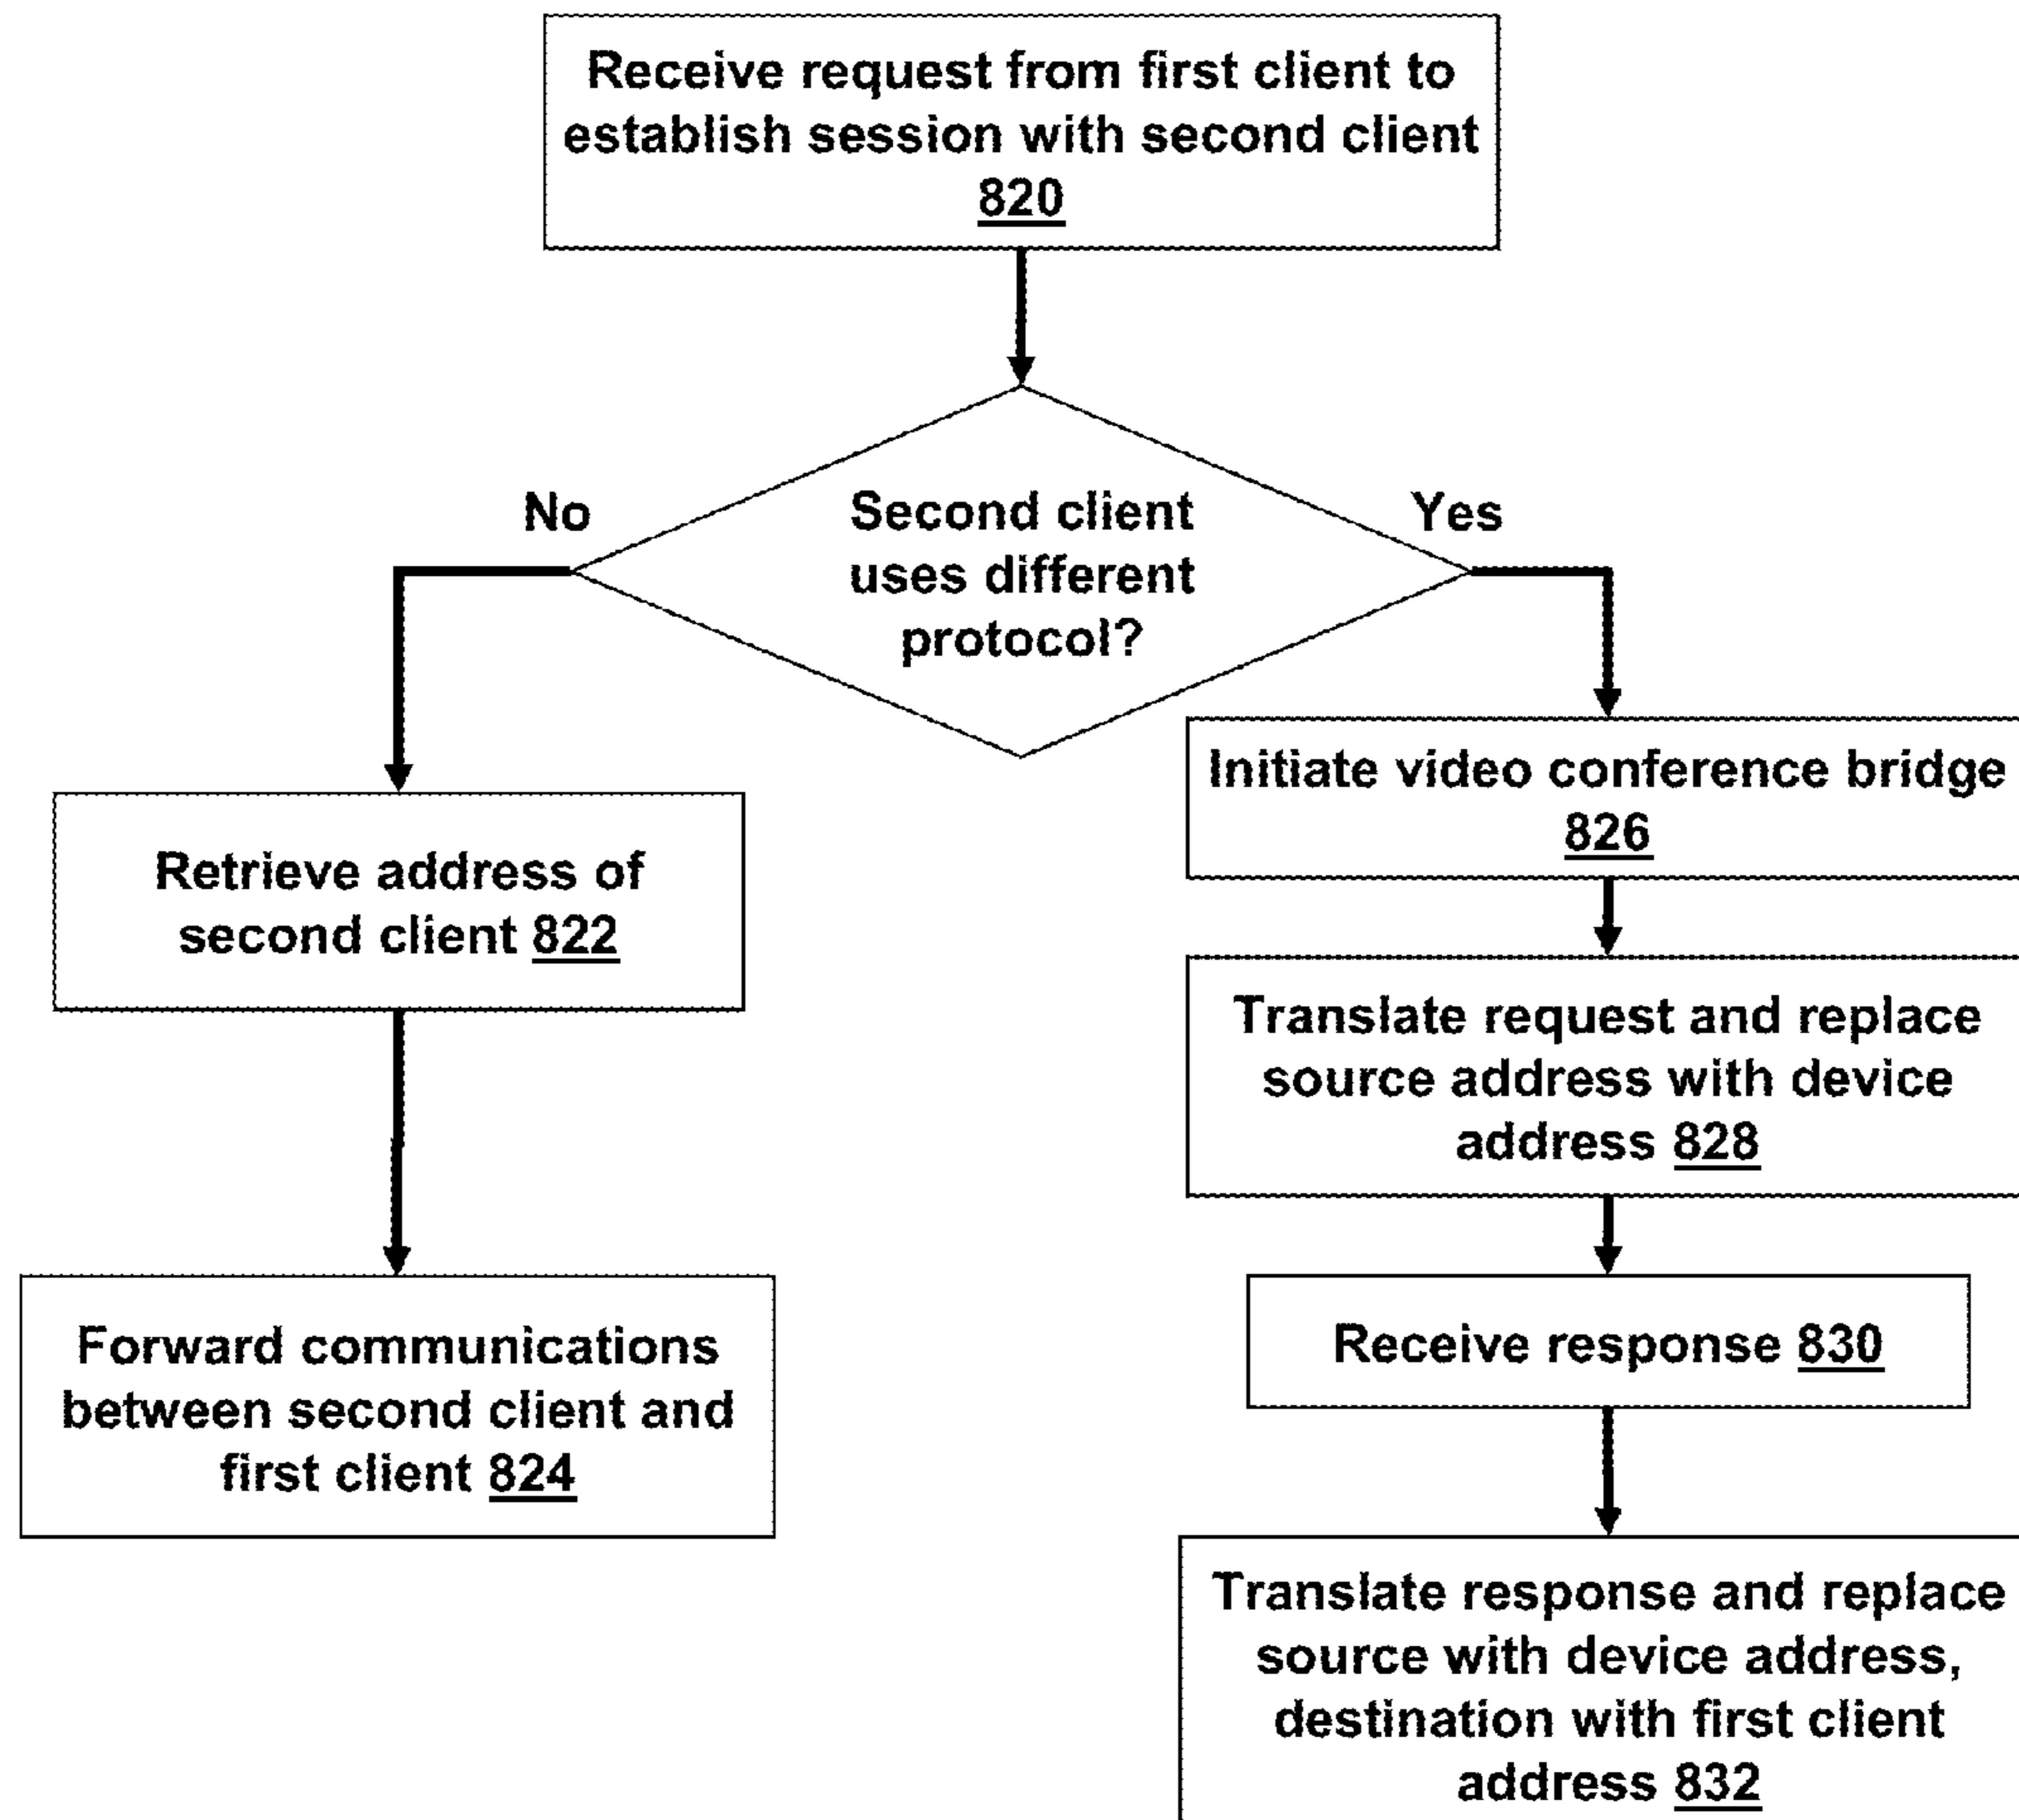 Receive request from first client to
establish session with second client
820
No
Second client
uses different
protocol?
Yes
Retrieve address of
second client 822
Forward communications
between second client and
first client 824
Initiate video conference bridge
826
Translate request and replace
source address with device
address 828
Receive response 830
Translate response and replace
source with device address,
destination with first client
address 832